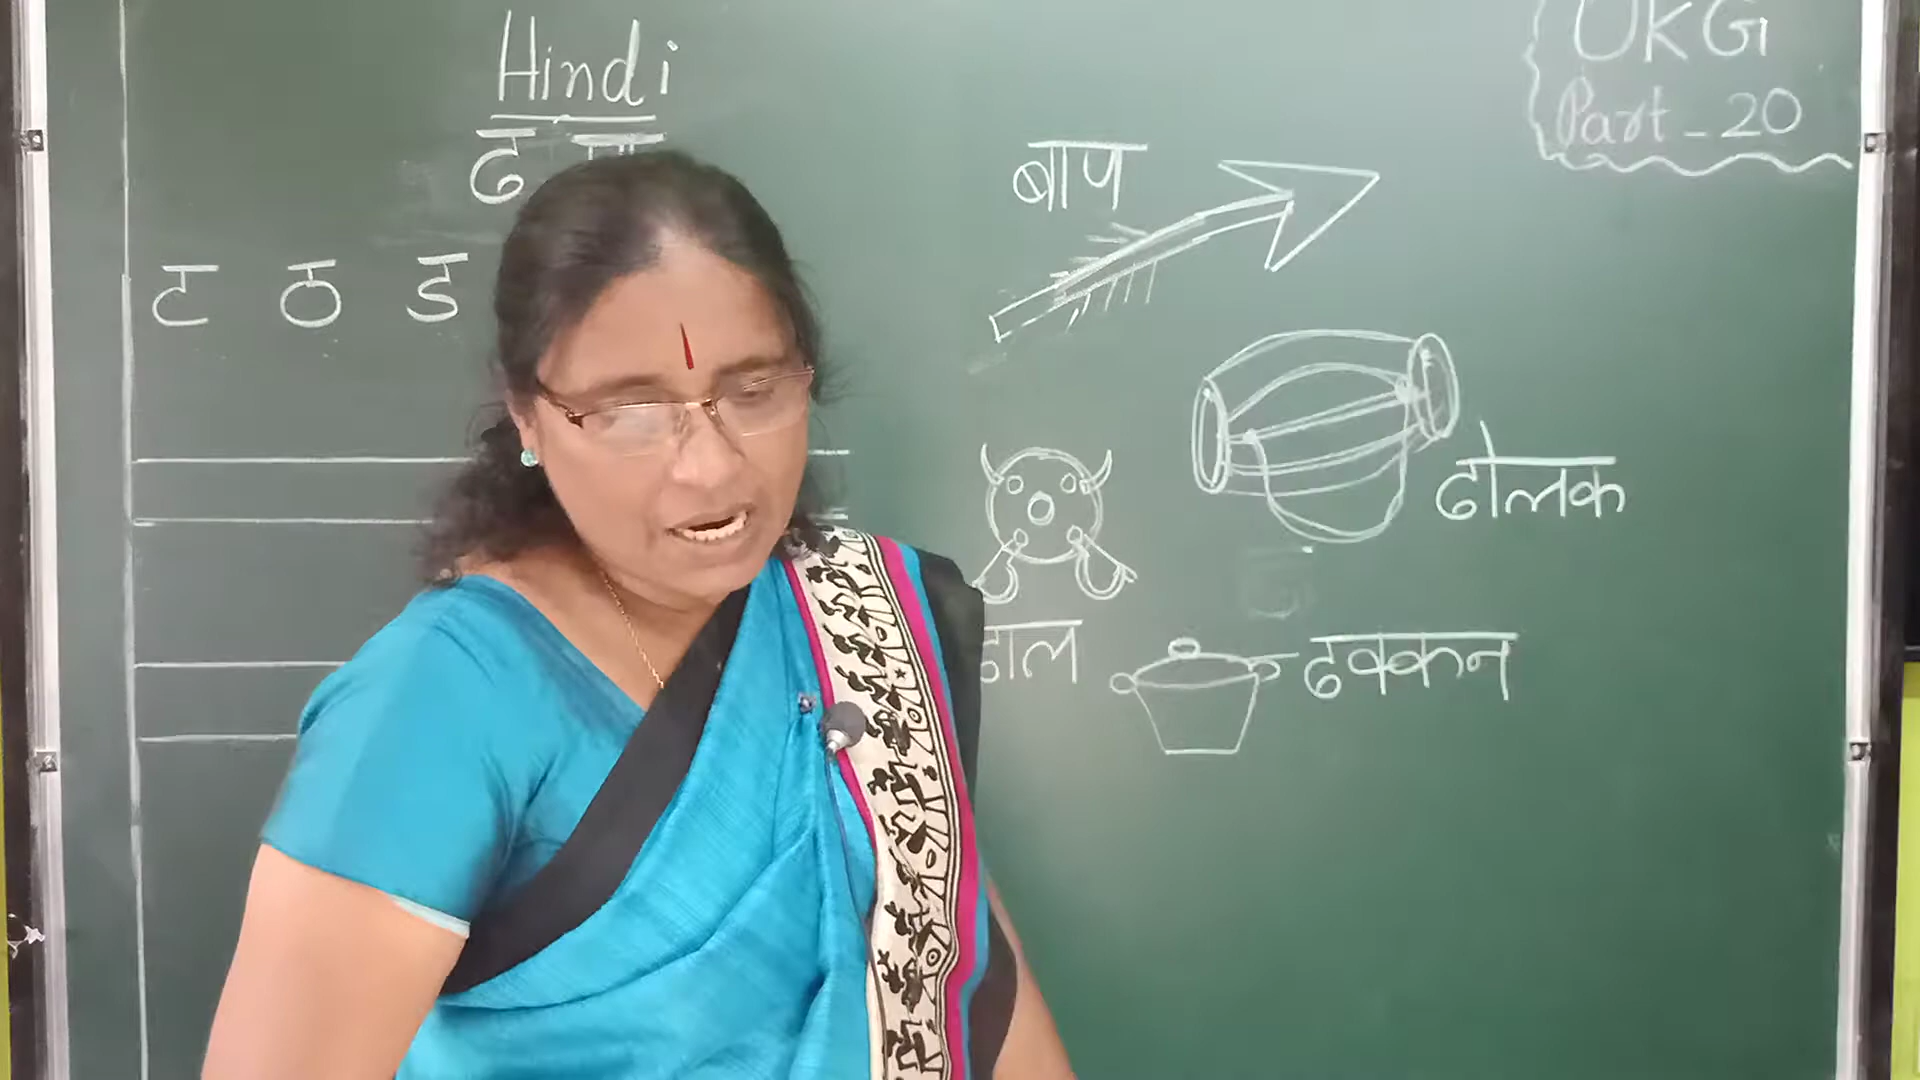 Hindi
UKG
Part - 20
ढ
बाण
ट ठ ड
ढोलक
ढाल
ढक्कन